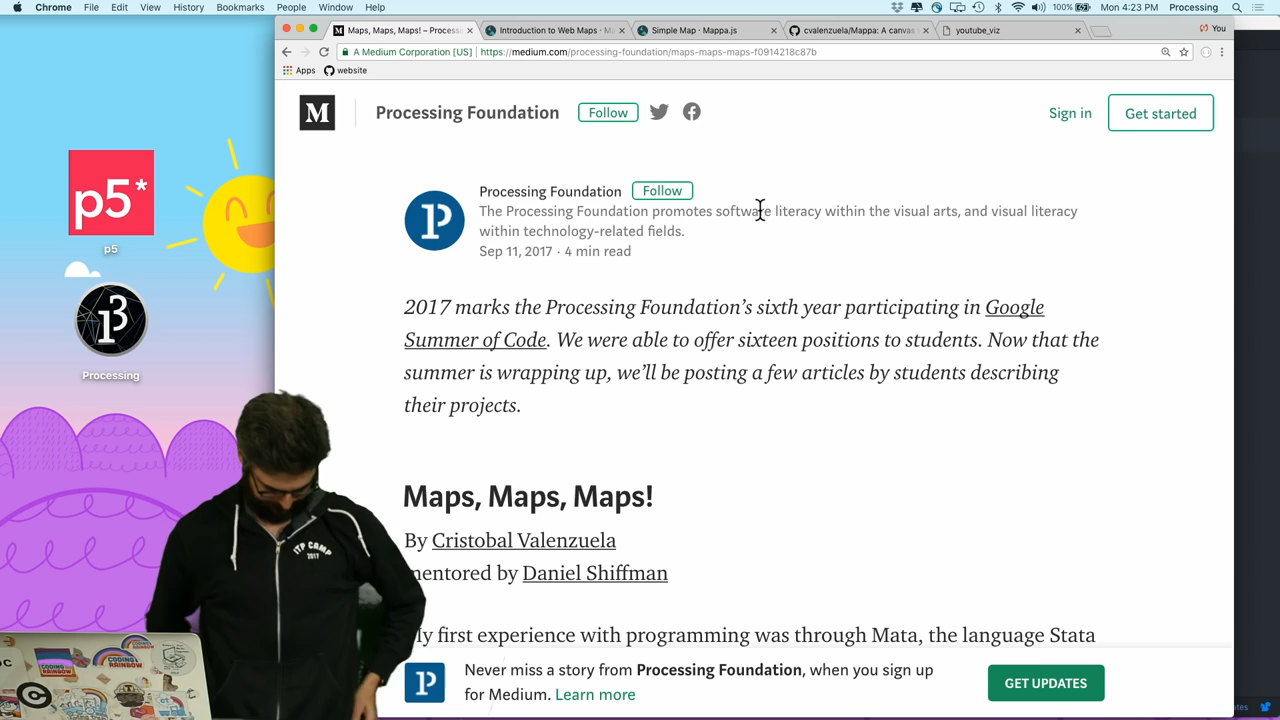 Chrome File Edit View History Bookmarks People Window Help
100% Mon 4:23 PM Processing
Maps, Maps, Maps! – Process
Introduction to Web Maps · Ma
Simple Map · Mappa.js
cvalenzuela/Mappa: A canvas
youtube_viz
You
A Medium Corporation [US] https://medium.com/processing-foundation/maps-maps-maps-f0914218c87b
Apps website
M
Processing Foundation Follow
Sign in Get started
Processing Foundation Follow
The Processing Foundation promotes software literacy within the visual arts, and visual literacy
within technology-related fields.
Sep 11, 2017 · 4 min read
p5*
p5
Processing
2017 marks the Processing Foundation's sixth year participating in Google
Summer of Code. We were able to offer sixteen positions to students. Now that the
summer is wrapping up, we'll be posting a few articles by students describing
their projects.
Maps, Maps, Maps!
By Cristobal Valenzuela
mentored by Daniel Shiffman
My first experience with programming was through Mata, the language Stata
Never miss a story from Processing Foundation, when you sign up
for Medium. Learn more
GET UPDATES
ITP CAMP
2017
CODING
RAINBOW